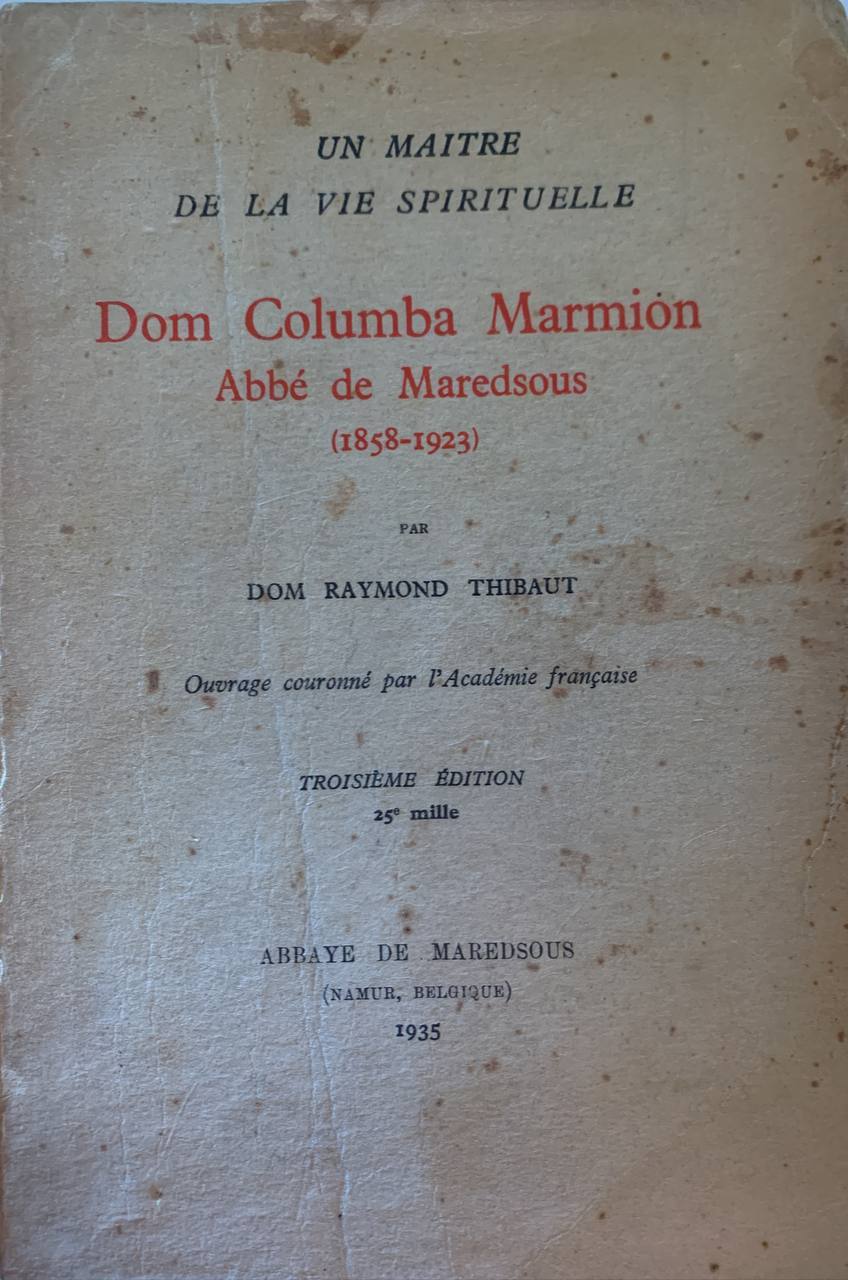 UN MAITRE
DE LA VIE SPIRITUELLE
Dom Columba Marmion
Abbé de Maredsous
(1858-1923)
PAR
DOM RAYMOND THIBAUT
Ouvrage couronné par l'Académie française
TROISIÈME ÉDITION
25e mille
ABBAYE DE MAREDSOUS
(NAMUR, BELGIQUE)
1935